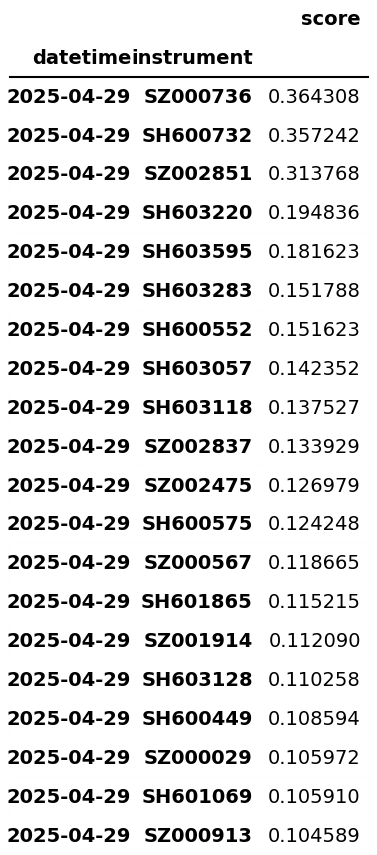 score
datetime instrument
2025-04-29 SZ000736 0.364308
2025-04-29 SH600732 0.357242
2025-04-29 SZ002851 0.313768
2025-04-29 SH603220 0.194836
2025-04-29 SH603595 0.181623
2025-04-29 SH603283 0.151788
2025-04-29 SH600552 0.151623
2025-04-29 SH603057 0.142352
2025-04-29 SH603118 0.137527
2025-04-29 SZ002837 0.133929
2025-04-29 SZ002475 0.126979
2025-04-29 SH600575 0.124248
2025-04-29 SZ000567 0.118665
2025-04-29 SH601865 0.115215
2025-04-29 SZ001914 0.112090
2025-04-29 SH603128 0.110258
2025-04-29 SH600449 0.108594
2025-04-29 SZ000029 0.105972
2025-04-29 SH601069 0.105910
2025-04-29 SZ000913 0.104589